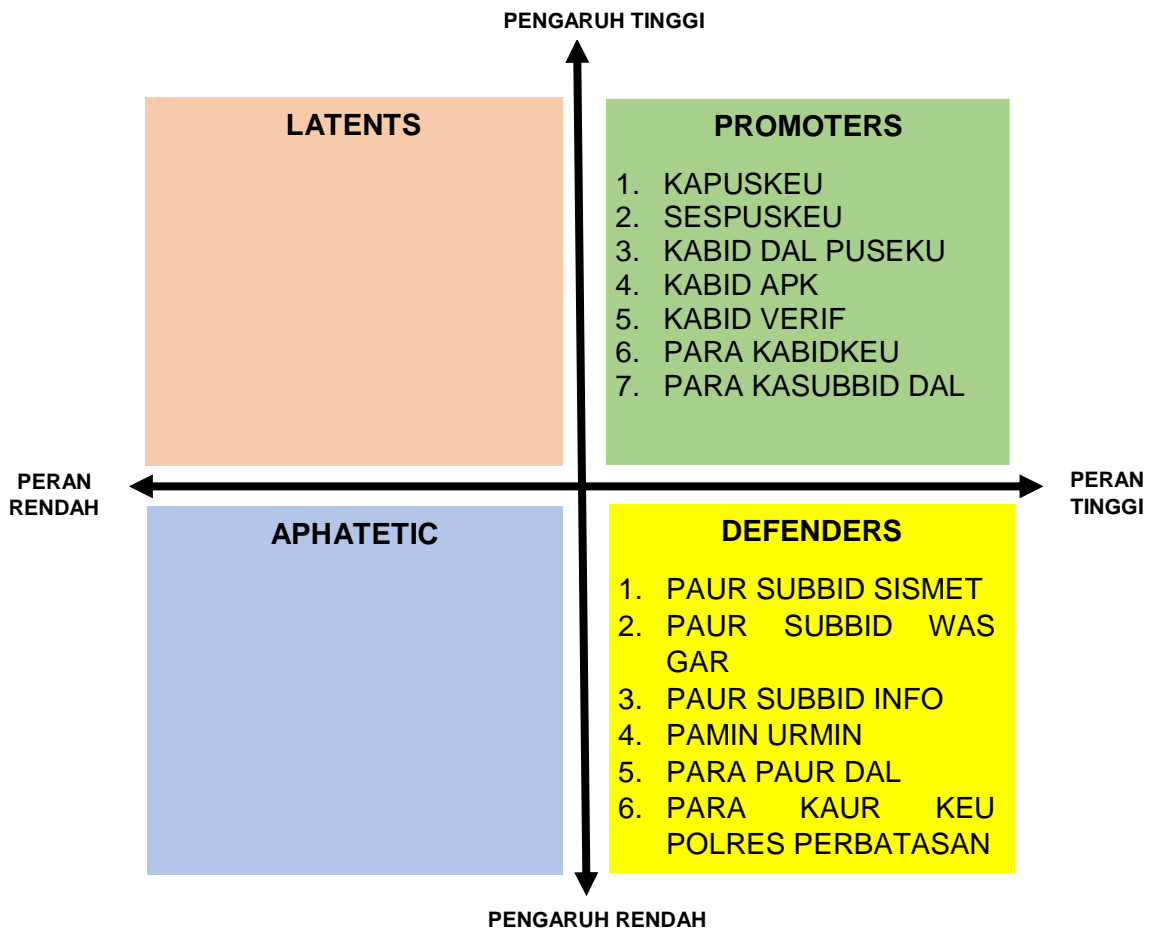 PENGARUH TINGGI
LATENTS
PROMOTERS
1. KAPUSKEU
2. SESPUSKEU
3. KABID DAL PUSEKU
4. KABID APK
5. KABID VERIF
6. PARA KABIDKEU
7. PARA KASUBBID DAL
PERAN
RENDAH
PERAN
TINGGI
APHATETIC
DEFENDERS
1. PAUR SUBBID SISMET
2. PAUR SUBBID WAS
GAR
3. PAUR SUBBID INFO
4. PAMIN URMIN
5. PARA PAUR DAL
6. PARA KAUR KEU
POLRES PERBATASAN
PENGARUH RENDAH